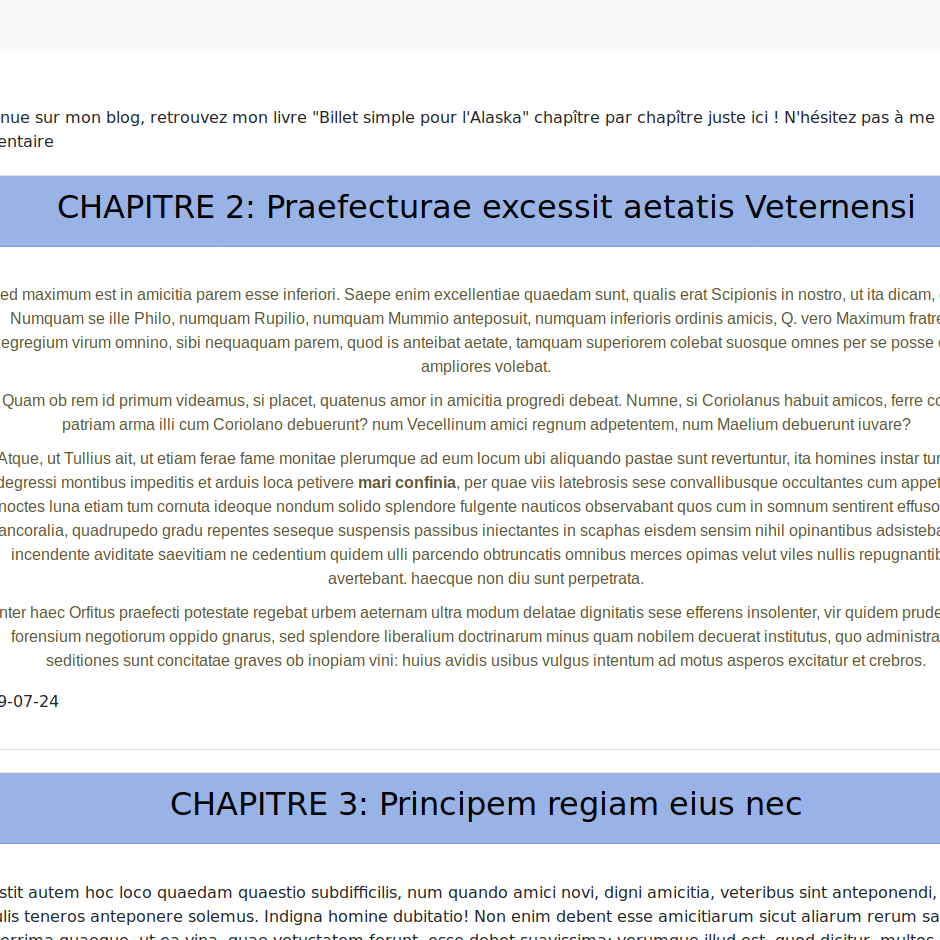 nue sur mon blog, retrouvez mon livre "Billet simple pour l'Alaska" chapître par chapître juste ici ! N'hésitez pas à me
entaire
CHAPITRE 2: Praefecturae excessit aetatis Veternensi
ed maximum est in amicitia parem esse inferiori. Saepe enim excellentiae quaedam sunt, qualis erat Scipionis in nostro, ut ita dicam,
Numquam se ille Philo, numquam Rupilio, numquam Mummio anteposuit, numquam inferioris ordinis amicis, Q. vero Maximum fratre
egregium virum omnino, sibi nequaquam parem, quod is anteibat aetate, tamquam superiorem colebat suosque omnes per se posse
ampliores volebat.
Quam ob rem id primum videamus, si placet, quatenus amor in amicitia progredi debeat. Numne, si Coriolanus habuit amicos, ferre co
patriam arma illi cum Coriolano debuerunt? num Vecellinum amici regnum adpetentem, num Maelium debuerunt iuvare?
Atque, ut Tullius ait, ut etiam ferae fame monitae plerumque ad eum locum ubi aliquando pastae sunt revertuntur, ita homines instar tur
degressi montibus impeditis et arduis loca petivere mari confinia, per quae viis latebrosis sese convallibusque occultantes cum appet
noctes luna etiam tum cornuta ideoque nondum solido splendore fulgente nauticos observabant quos cum in somnum sentirent effuso
ancoralia, quadrupedo gradu repentes seseque suspensis passibus iniectantes in scaphas eisdem sensim nihil opinantibus adsisteba
incendente aviditate saevitiam ne cedentium quidem ulli parcendo obtruncatis omnibus merces opimas velut viles nullis repugnantib
avertebant. haecque non diu sunt perpetrata.
nter haec Orfitus praefecti potestate regebat urbem aeternam ultra modum delatae dignitatis sese efferens insolenter, vir quidem prude
forensium negotiorum oppido gnarus, sed splendore liberalium doctrinarum minus quam nobilem decuerat institutus, quo administra
seditiones sunt concitatae graves ob inopiam vini: huius avidis usibus vulgus intentum ad motus asperos excitatur et crebros.
9-07-24
CHAPITRE 3: Principem regiam eius nec
stit autem hoc loco quaedam quaestio subdifficilis, num quando amici novi, digni amicitia, veteribus sint anteponendi,
ulis teneros anteponere solemus. Indigna homine dubitatio! Non enim debent esse amicitiarum sicut aliarum rerum sa